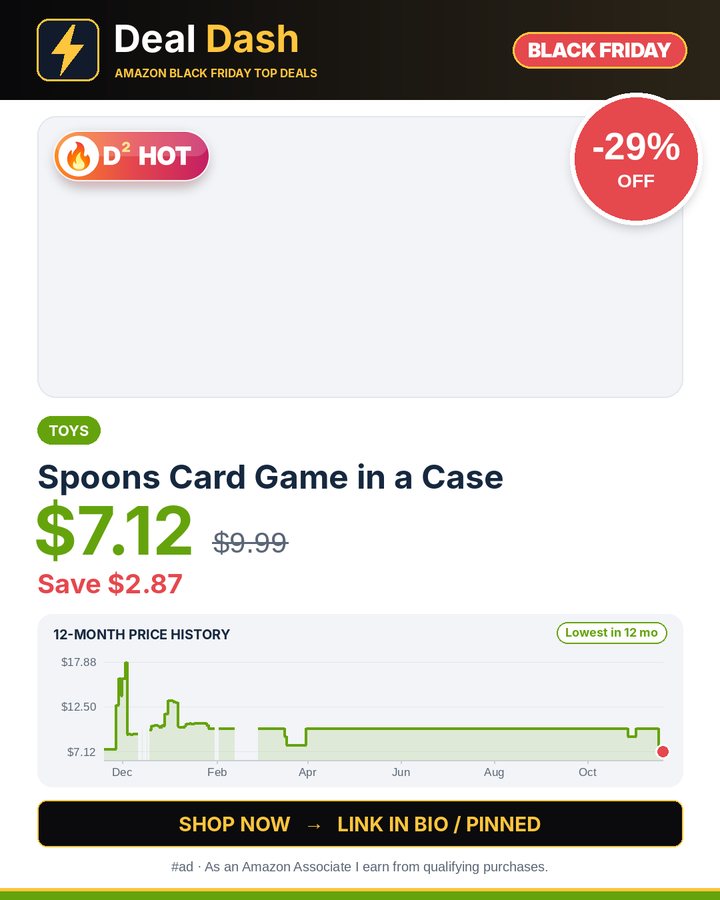 Deal Dash
AMAZON BLACK FRIDAY TOP DEALS
BLACK FRIDAY
D² HOT
-29%
OFF
TOYS
Spoons Card Game in a Case
$7.12 $9.99
Save $2.87
12-MONTH PRICE HISTORY
Lowest in 12 mo
$17.88
$12.50
$7.12
Dec Feb Apr Jun Aug Oct
SHOP NOW → LINK IN BIO / PINNED
#ad · As an Amazon Associate I earn from qualifying purchases.